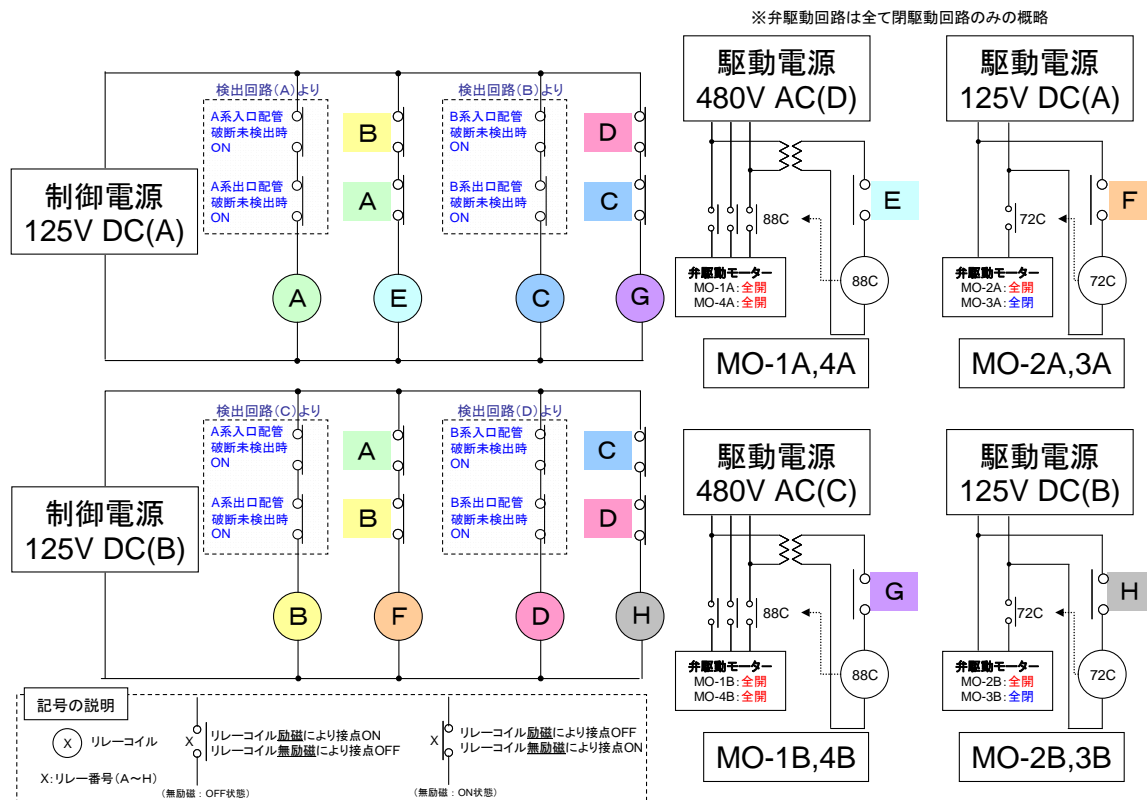 ※弁駆動回路は全て閉駆動回路のみの概略
制御電源
125V DC(A)
検出回路(A)より
A系入口配管
破断未検出時
ON
A系出口配管
破断未検出時
ON
B
A
検出回路(B)より
B系入口配管
破断未検出時
ON
B系出口配管
破断未検出時
ON
D
C
A
E
C
G
制御電源
125V DC(B)
検出回路(C)より
A系入口配管
破断未検出時
ON
A系出口配管
破断未検出時
ON
A
B
検出回路(D)より
B系入口配管
破断未検出時
ON
B系出口配管
破断未検出時
ON
C
D
B
F
D
H
駆動電源
480V AC(D)
88C
E
88C
弁駆動モーター
MO-1A:全開
MO-4A:全開
MO-1A,4A
駆動電源
125V DC(A)
72C
F
72C
弁駆動モーター
MO-2A:全開
MO-3A:全閉
MO-2A,3A
駆動電源
480V AC(C)
88C
G
88C
弁駆動モーター
MO-1B:全開
MO-4B:全開
MO-1B,4B
駆動電源
125V DC(B)
72C
H
72C
弁駆動モーター
MO-2B:全開
MO-3B:全閉
MO-2B,3B
記号の説明
X リレーコイル
X:リレー番号(A~H)
X
リレーコイル励磁により接点ON
リレーコイル無励磁により接点OFF
(無励磁:OFF状態)
X
リレーコイル励磁により接点OFF
リレーコイル無励磁により接点ON
(無励磁:ON状態)